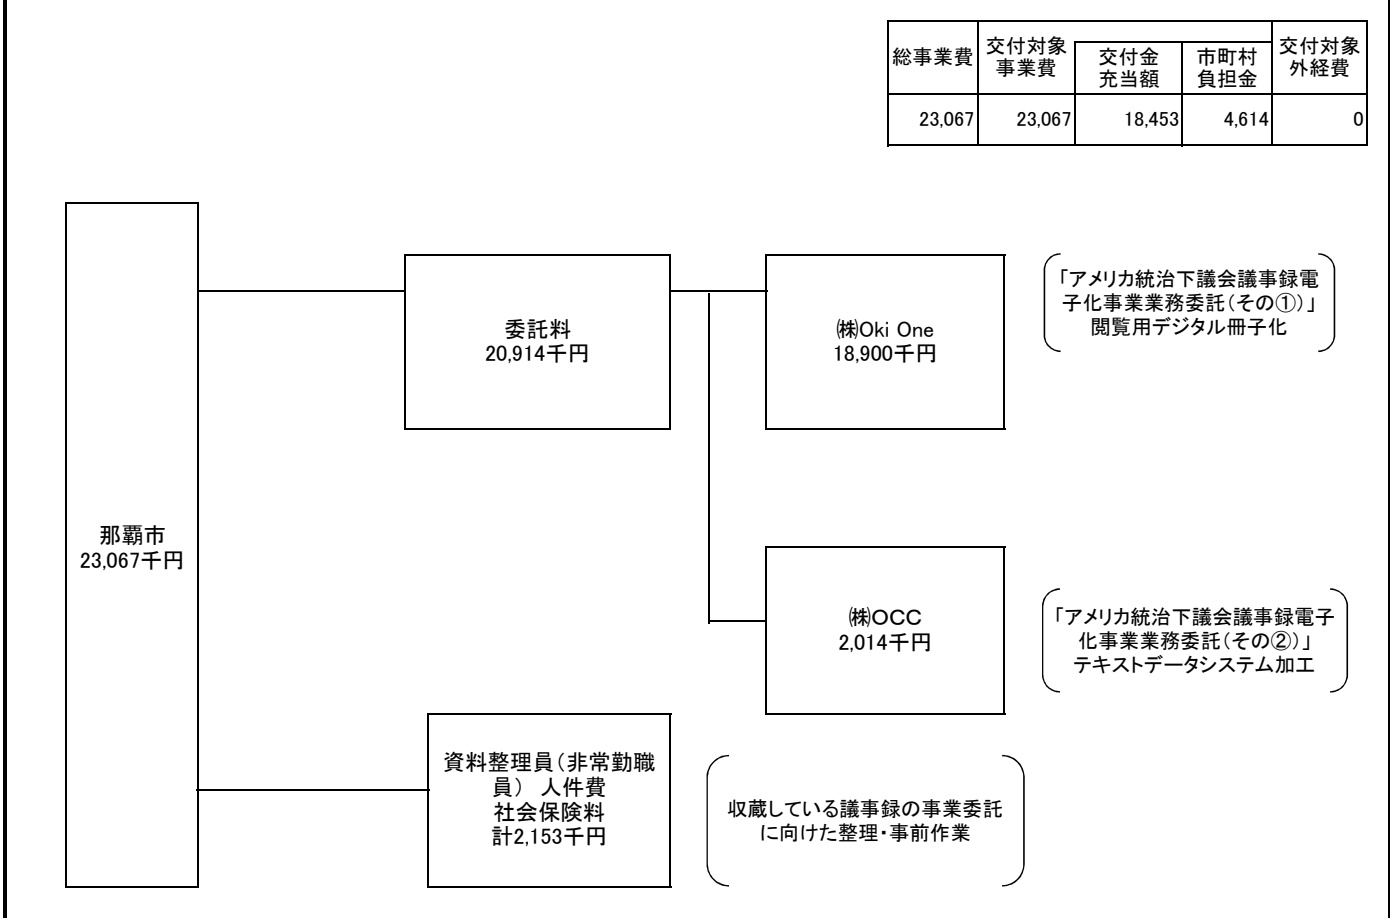 総事業費
交付対象
事業費
交付金
充当額
市町村
負担金
交付対象
外経費
23,067
23,067
18,453
4,614
0
那覇市
23,067千円
委託料
20,914千円
㈱Oki One
18,900千円
「アメリカ統治下議会議事録電
子化事業業務委託(その①)」
閲覧用デジタル冊子化
㈱OCC
2,014千円
「アメリカ統治下議会議事録電子
化事業業務委託(その②)」
テキストデータシステム加工
資料整理員(非常勤職
員) 人件費
社会保険料
計2,153千円
収蔵している議事録の事業委託
に向けた整理・事前作業